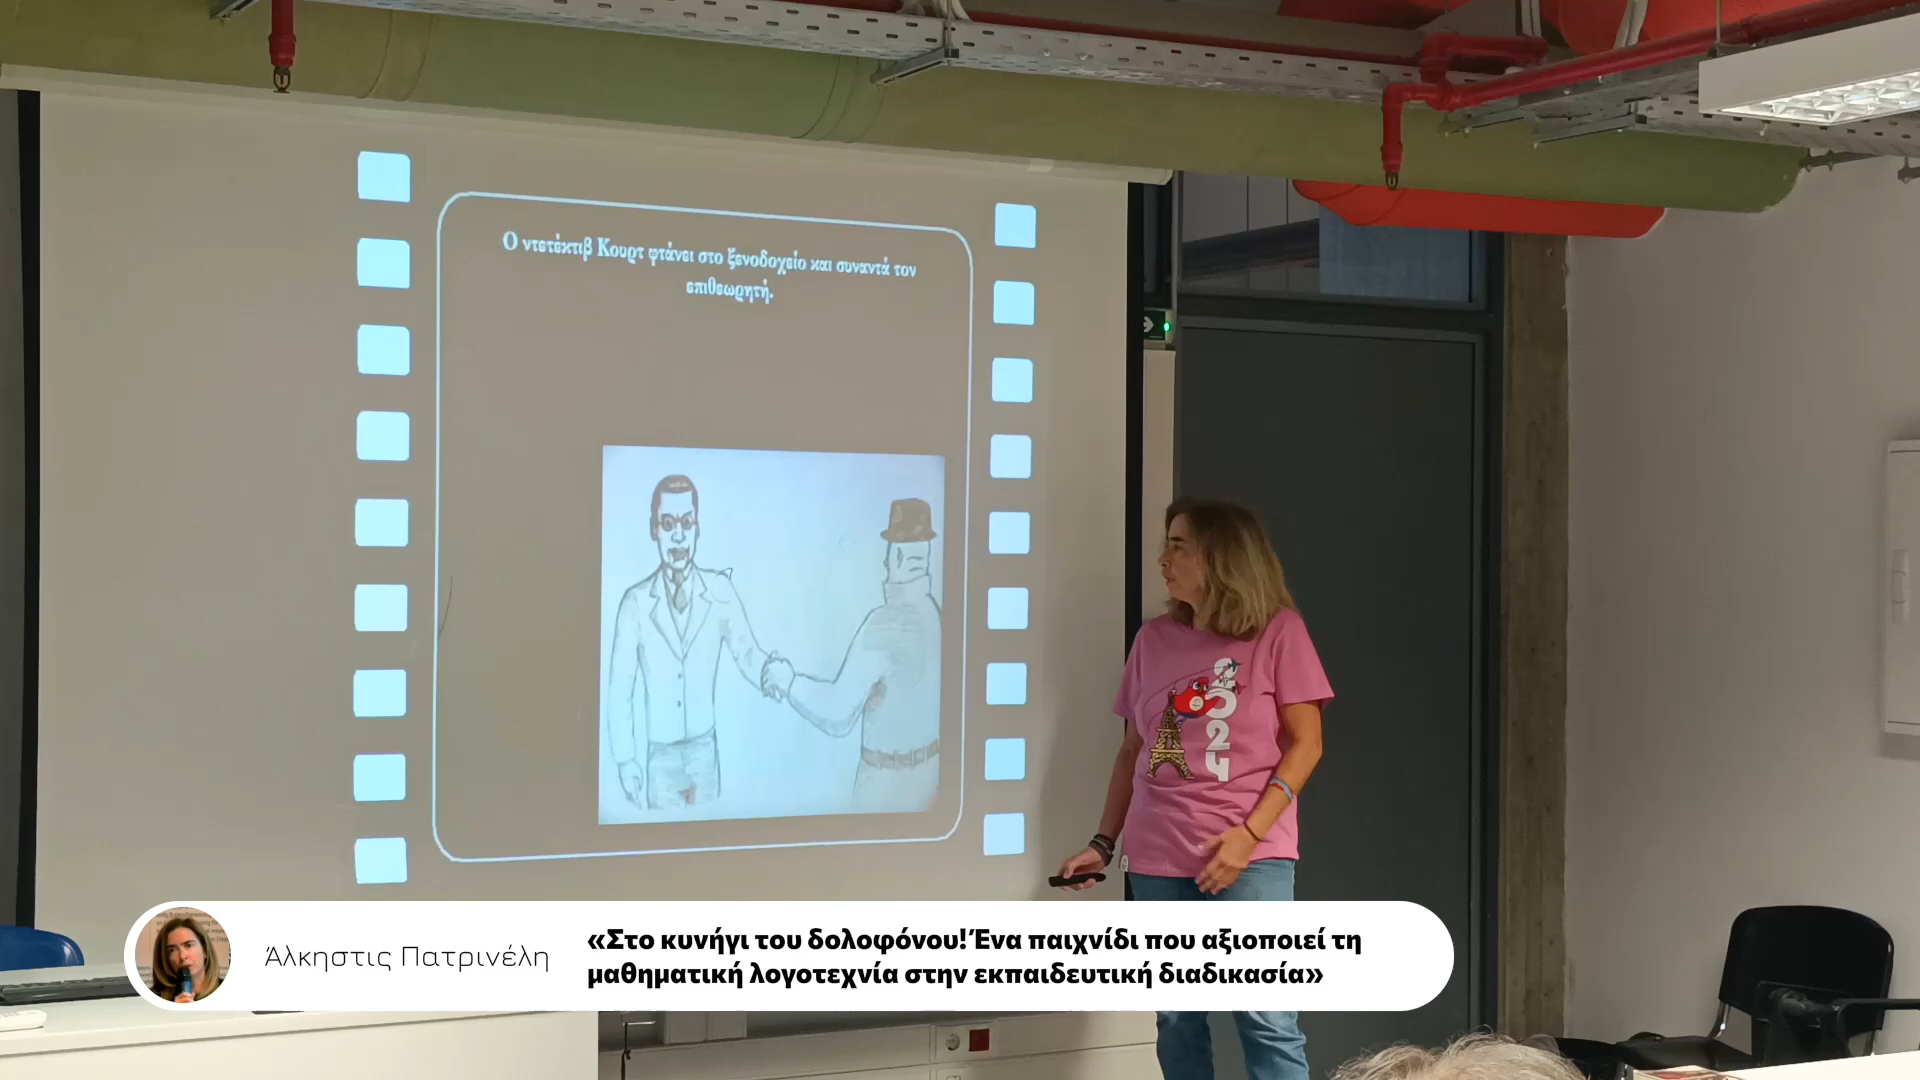 Ο ντετέκτιβ Κουρτ φτάνει στο ξενοδοχείο και συναντά τον
επιθεωρητή.
2024
Άλκηστις Πατρινέλη
«Στο κυνήγι του δολοφόνου! Ένα παιχνίδι που αξιοποιεί τη
μαθηματική λογοτεχνία στην εκπαιδευτική διαδικασία»